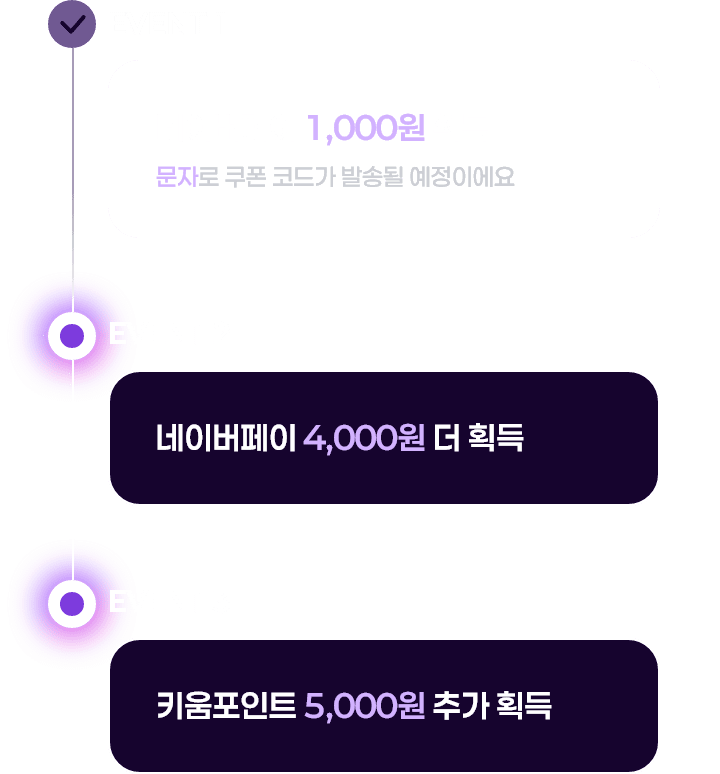 1,000원
문자로 쿠폰 코드가 발송될 예정이에요
네이버페이 4,000원 더 획득
키움포인트 5,000원 추가 획득